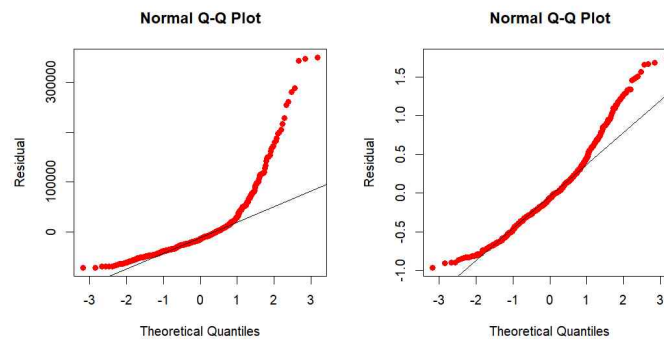 Normal Q-Q Plot
Residual
0
100000
300000
-3 -2 -1 0 1 2 3
Theoretical Quantiles
Normal Q-Q Plot
Residual
-1.0
-0.5
0.0
0.5
1.0
1.5
-3 -2 -1 0 1 2 3
Theoretical Quantiles